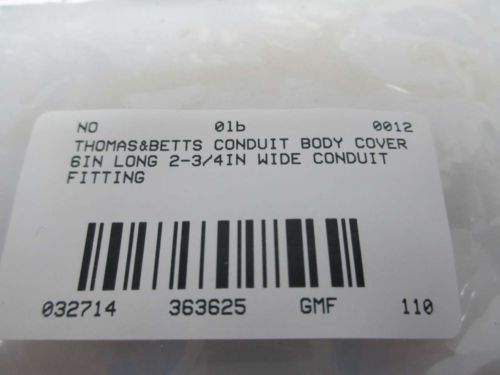 NO 01b 0012
THOMAS&BETTS CONDUIT BODY COVER
6IN LONG 2-3/4IN WIDE CONDUIT
FITTING
032714 363625 GMF 110